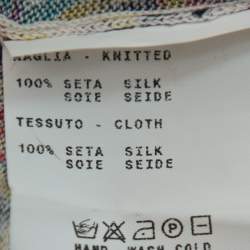 MAGLIA - KNITTED
100% SETA SILK
SOIE SEIDE
TESSUTO - CLOTH
100% SETA SILK
SOIE SEIDE
HAND WASH COLD